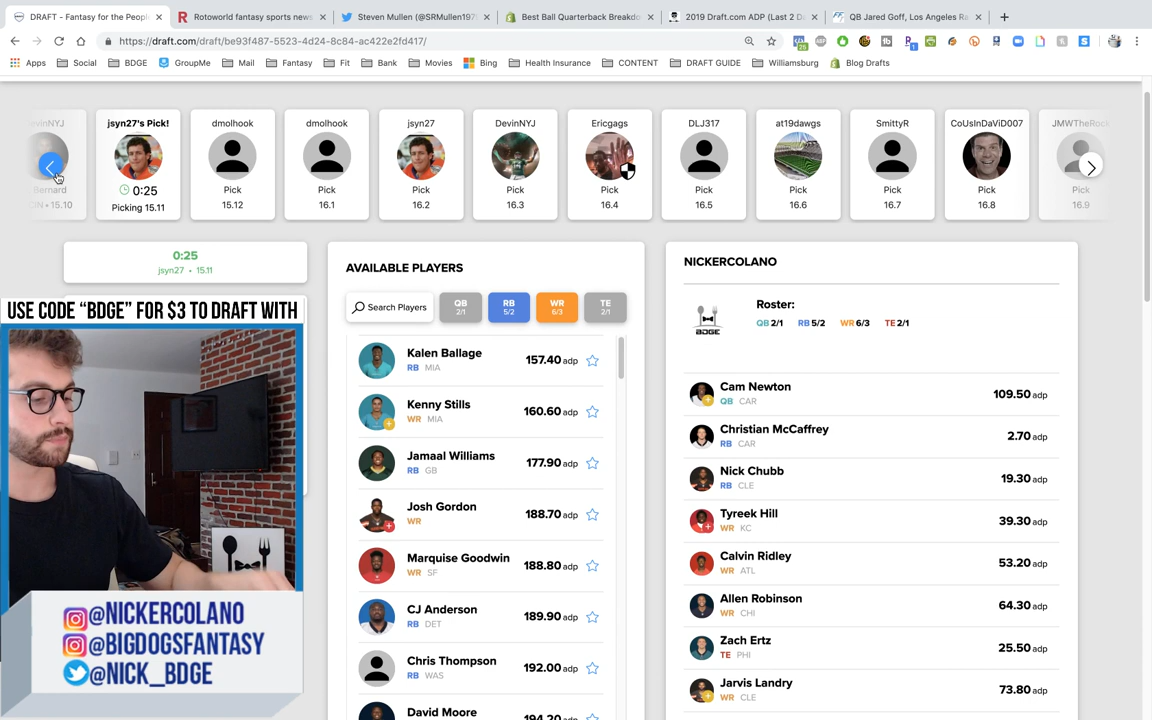 DRAFT - Fantasy for the Peopl
Rotoworld fantasy sports news
Steven Mullen (@SRMullen197
Best Ball Quarterback Breakdo
2019 Draft.com ADP (Last 2 D
QB Jared Goff, Los Angeles Ra
https://draft.com/draft/be93f487-5523-4d24-8c84-ac422e2fd417/
Apps Social BDGE GroupMe Mail Fantasy Fit Bank Movies Bing Health Insurance CONTENT DRAFT GUIDE Williamsburg Blog Drafts
evinNYJ
Bernard
CIN • 15.10
jsyn27's Pick!
0:25
Picking 15.11
dmolhook
Pick
15.12
dmolhook
Pick
16.1
jsyn27
Pick
16.2
DevinNYJ
Pick
16.3
Ericgags
Pick
16.4
DLJ317
Pick
16.5
at19dawgs
Pick
16.6
SmittyR
Pick
16.7
CoUsInDaViD007
Pick
16.8
JMWTheRock
Pick
16.9
0:25
jsyn27 • 15.11
USE CODE "BDGE" FOR $3 TO DRAFT WITH
BDGE
@NICKERCOLANO
@BIGDOGSFANTASY
@NICK_BDGE
AVAILABLE PLAYERS
Search Players
QB
2/1
RB
5/2
WR
6/3
TE
2/1
Kalen Ballage
RB MIA
157.40 adp
Kenny Stills
WR MIA
160.60 adp
Jamaal Williams
RB GB
177.90 adp
Josh Gordon
WR
188.70 adp
Marquise Goodwin
WR SF
188.80 adp
CJ Anderson
RB DET
189.90 adp
Chris Thompson
RB WAS
192.00 adp
David Moore
194.20 adp
NICKERCOLANO
BDGE
Roster:
QB 2/1 RB 5/2 WR 6/3 TE 2/1
Cam Newton
QB CAR
109.50 adp
Christian McCaffrey
RB CAR
2.70 adp
Nick Chubb
RB CLE
19.30 adp
Tyreek Hill
WR KC
39.30 adp
Calvin Ridley
WR ATL
53.20 adp
Allen Robinson
WR CHI
64.30 adp
Zach Ertz
TE PHI
25.50 adp
Jarvis Landry
WR CLE
73.80 adp